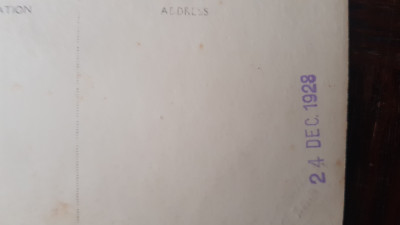 ATION
ADDRESS
24 DEC. 1928